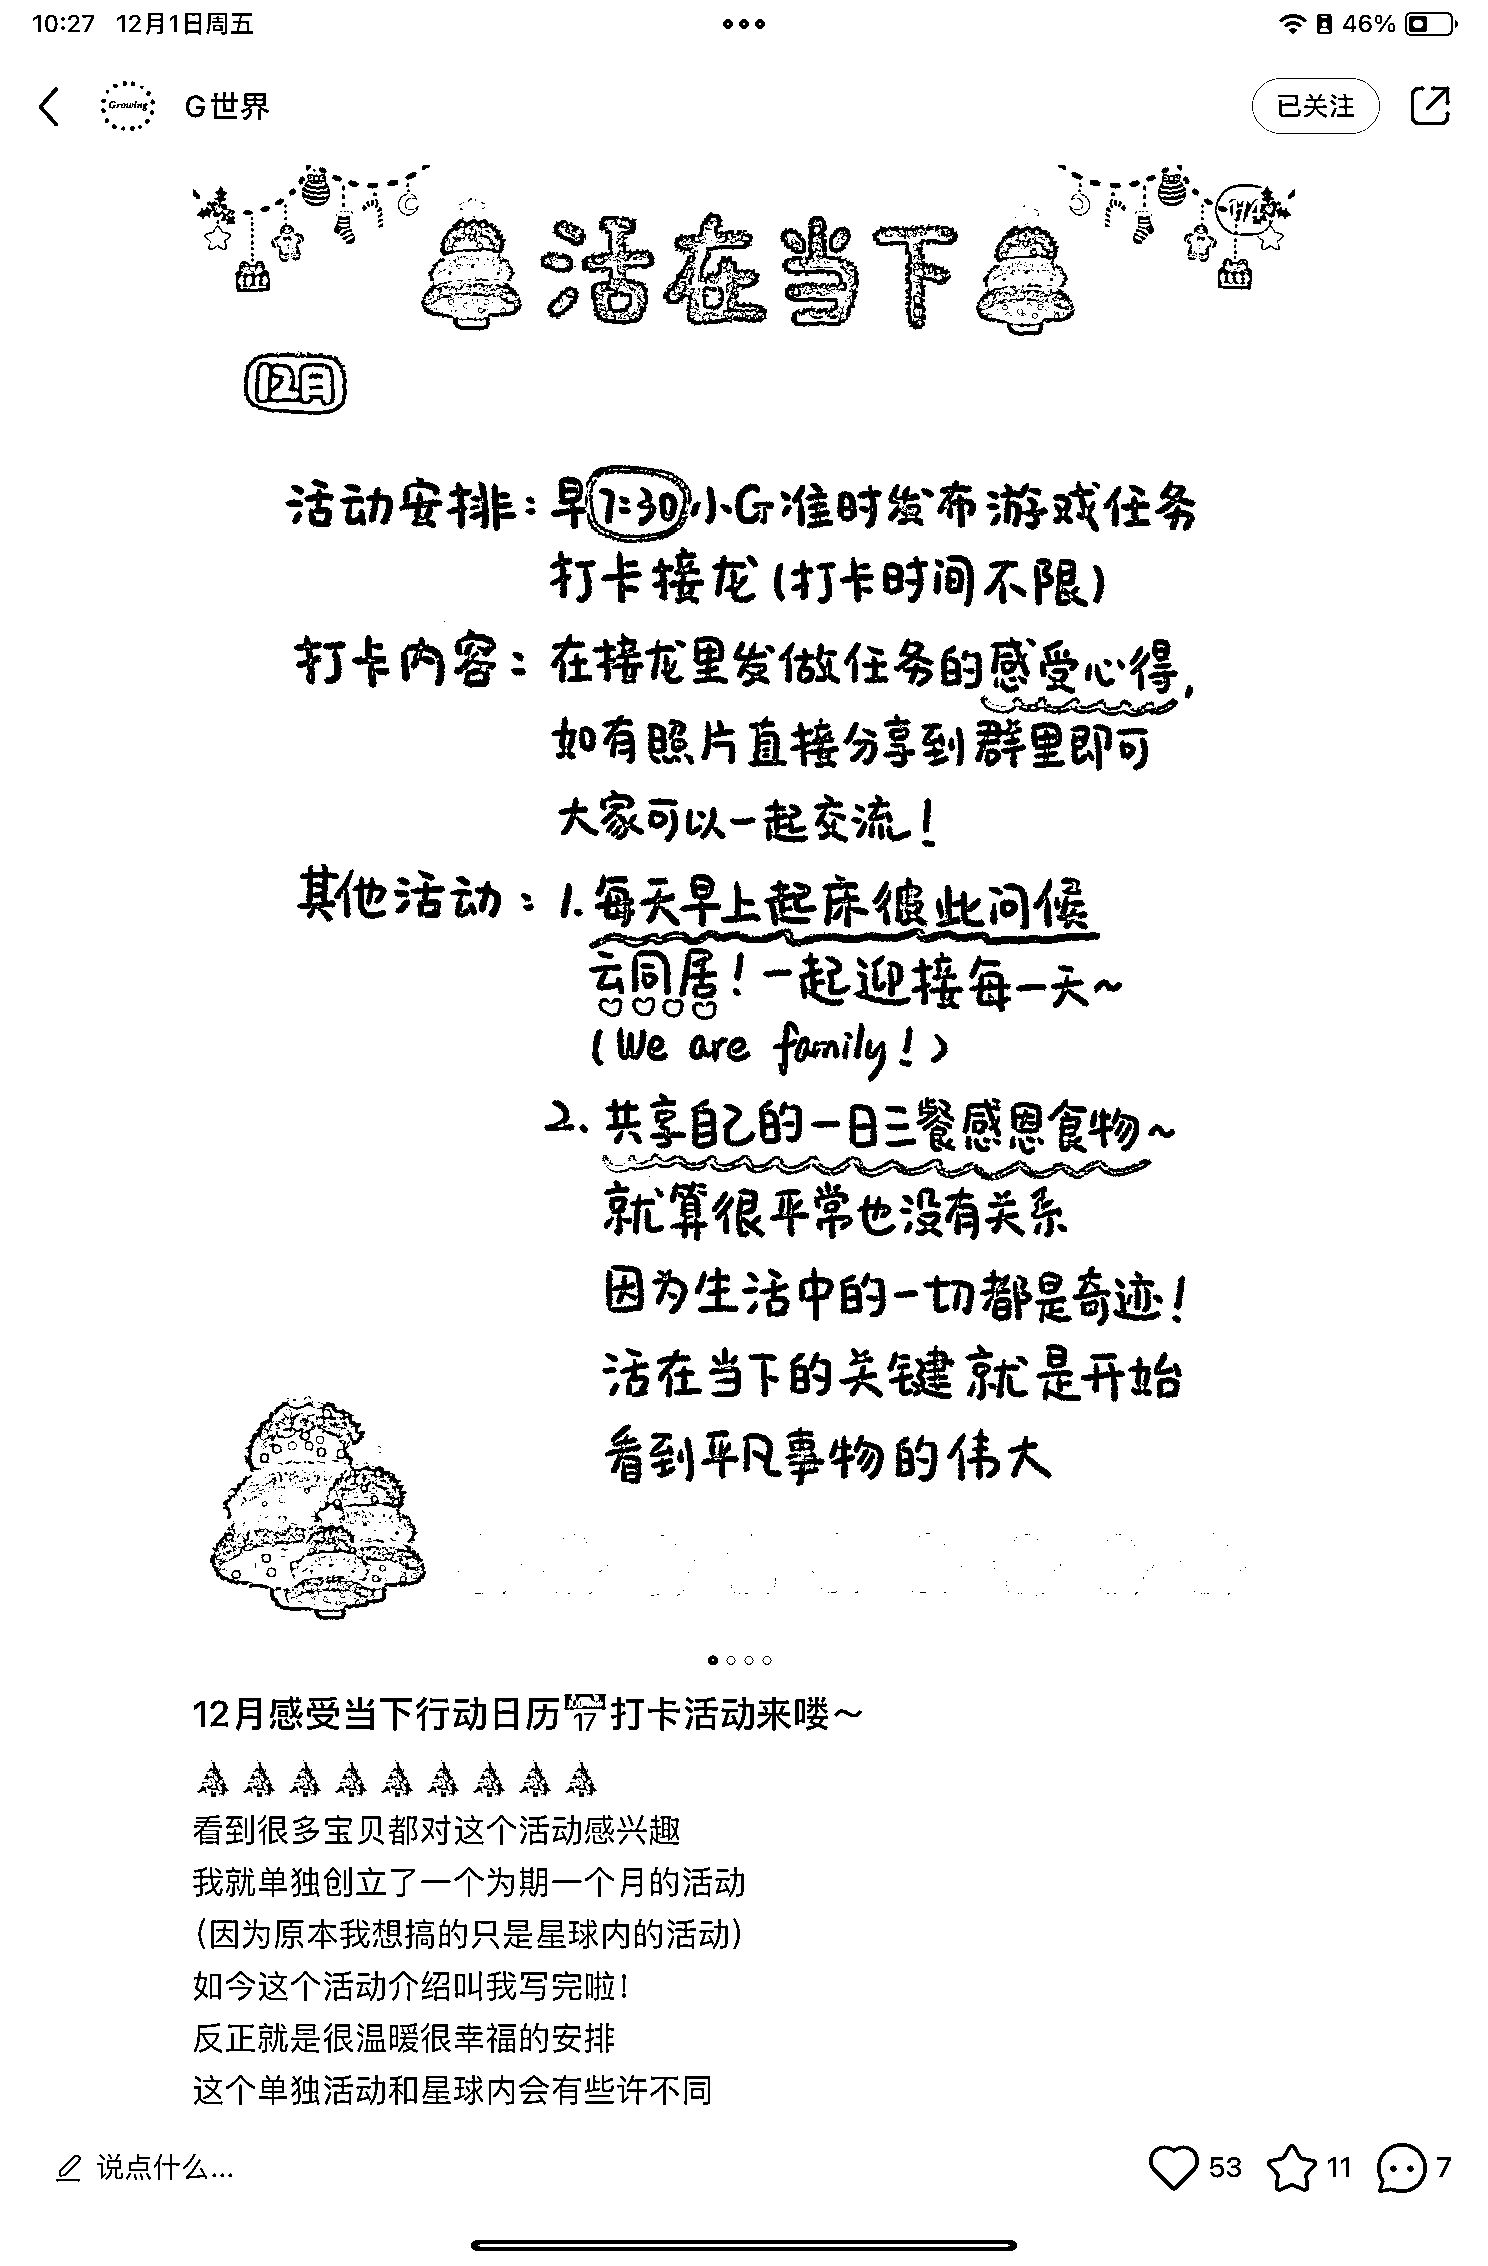 10:27 12月1日周五
46%
Growing
G世界
已关注
1/4
活在当下
12月
活动安排：早7:30小G准时发布游戏任务
打卡接龙(打卡时间不限)
打卡内容：在接龙里发做任务的感受心得，
如有照片直接分享到群里即可
大家可以一起交流！
其他活动：1.每天早上起床彼此问候
云同居！一起迎接每一天~
(We are family！)
2.共享自己的一日三餐感恩食物~
就算很平常也没有关系
因为生活中的一切都是奇迹！
活在当下的关键就是开始
看到平凡事物的伟大
12月感受当下行动日历17打卡活动来喽～
看到很多宝贝都对这个活动感兴趣
我就单独创立了一个为期一个月的活动
（因为原本我想搞的只是星球内的活动）
如今这个活动介绍叫我写完啦！
反正就是很温暖很幸福的安排
这个单独活动和星球内会有些许不同
说点什么...
53
11
7